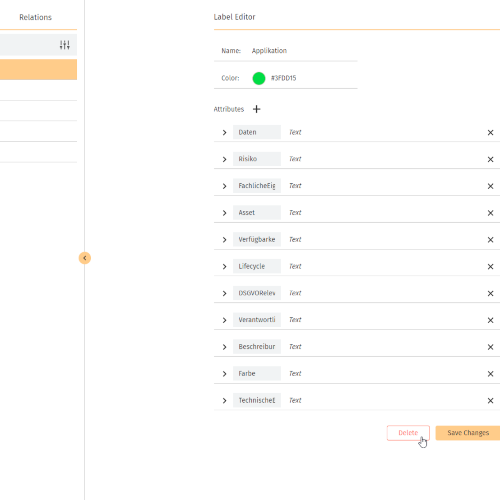 Relations
Label Editor
Name: Applikation
Color: #3FDD15
Attributes
Daten Text
Risiko Text
FachlicheEig Text
Asset Text
Verfügbarke Text
Lifecycle Text
DSGVORelev Text
Verantwortli Text
Beschreibur Text
Farbe Text
TechnischeE Text
Delete Save Changes